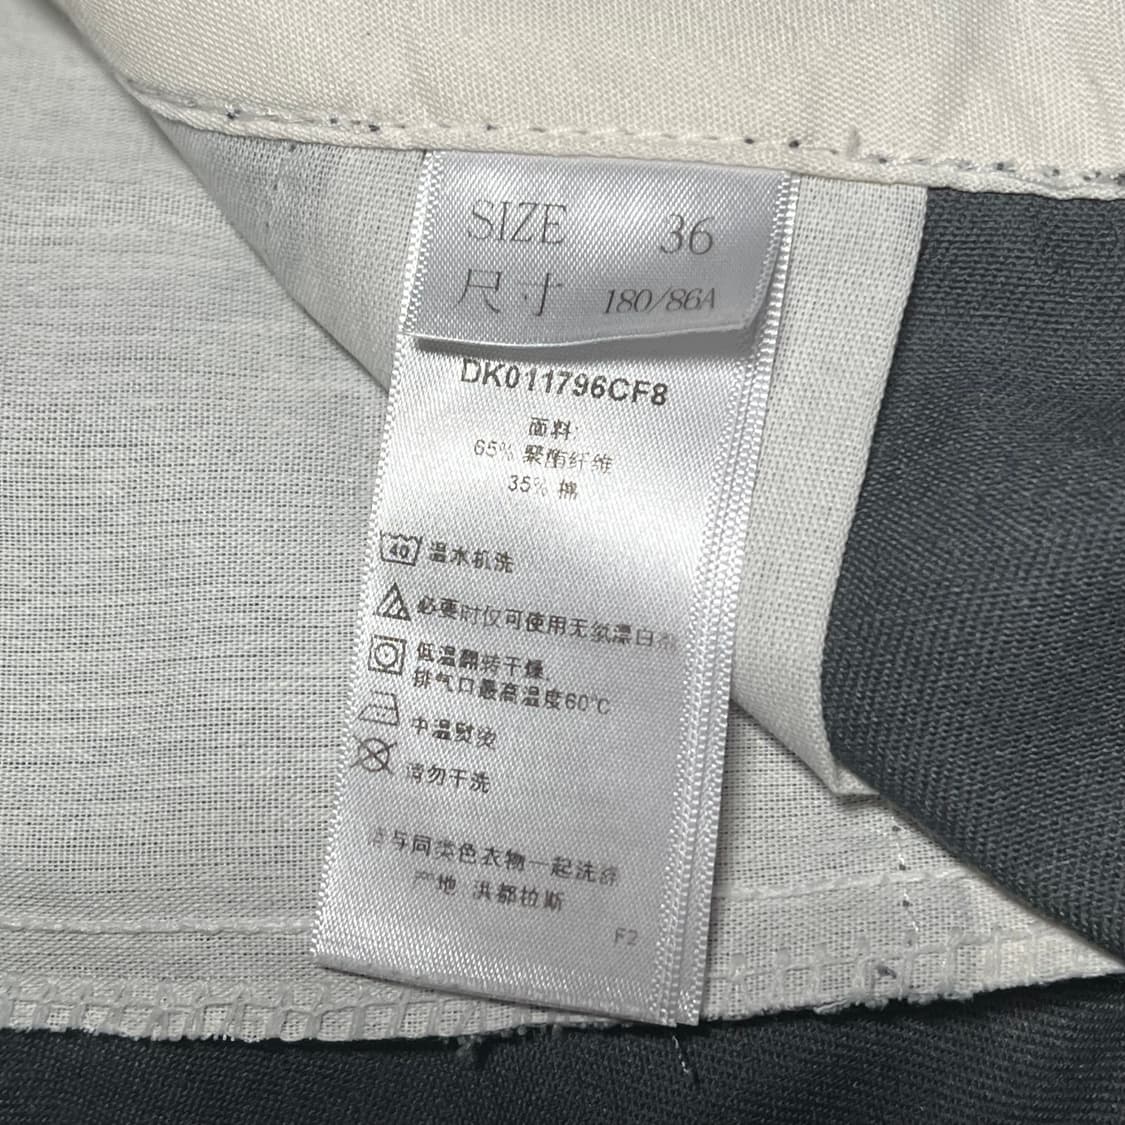 SIZE 36
尺寸 180/86A
DK011796CF8
面料:
65% 聚酯纤维
35% 棉
40 温水机洗
必要时仅可使用无氯漂白剂
低温翻转干燥,
排气口最高温度60℃
中温熨烫
请勿干洗
请与同类色衣物一起洗涤
产地 洪都拉斯
F2